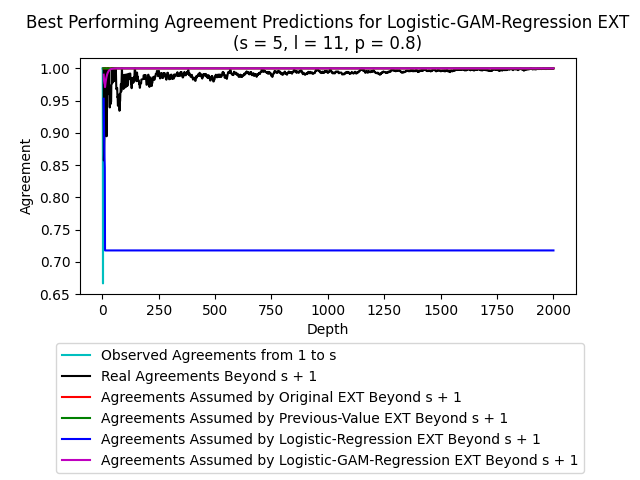 Best Performing Agreement Predictions for Logistic-GAM-Regression EXT
(s = 5, l = 11, p = 0.8)
1.00
0.95
0.90
0.85
0.80
0.75
0.70
0.65
Agreement
0 250 500 750 1000 1250 1500 1750 2000
Depth
Observed Agreements from 1 to s
Real Agreements Beyond s + 1
Agreements Assumed by Original EXT Beyond s + 1
Agreements Assumed by Previous-Value EXT Beyond s + 1
Agreements Assumed by Logistic-Regression EXT Beyond s + 1
Agreements Assumed by Logistic-GAM-Regression EXT Beyond s + 1